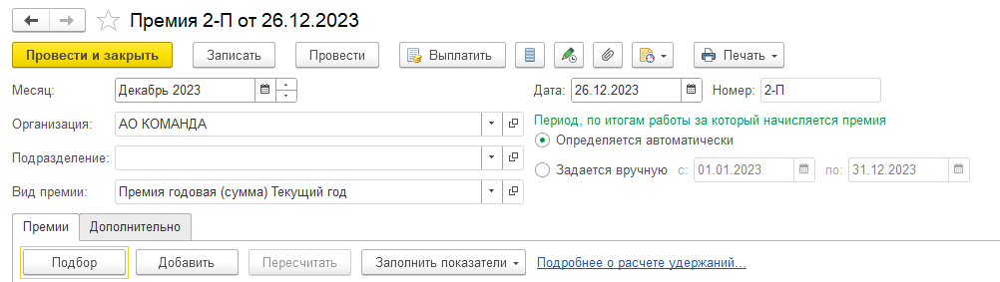 Премия 2-П от 26.12.2023
Провести и закрыть Записать Провести Выплатить Печать
Месяц: Декабрь 2023 Дата: 26.12.2023 Номер: 2-П
Организация: АО КОМАНДА Период, по итогам работы за который начисляется премия
Определяется автоматически
Подразделение:
Задается вручную с: 01.01.2023 по: 31.12.2023
Вид премии: Премия годовая (сумма) Текущий год
Премии Дополнительно
Подбор Добавить Пересчитать Заполнить показатели Подробнее о расчете удержаний...